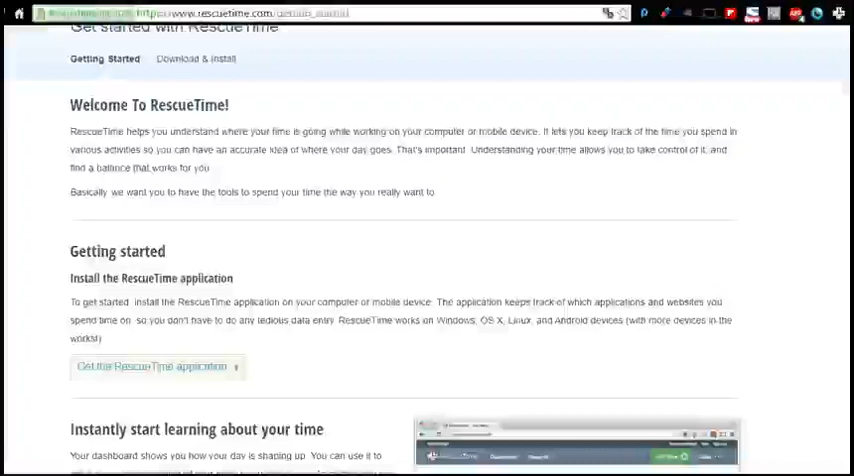 https://www.rescuetime.com/getting_started
Get started with RescueTime
Getting Started
Download & Install
Welcome To RescueTime!
RescueTime helps you understand where your time is going while working on your computer or mobile device. It lets you keep track of the time you spend in
various activities so you can have an accurate idea of where your day goes. That's important. Understanding your time allows you to take control of it, and
find a balance that works for you.
Basically, we want you to have the tools to spend your time the way you really want to.
Getting started
Install the RescueTime application
To get started, install the RescueTime application on your computer or mobile device. The application keeps track of which applications and websites you
spend time on, so you don't have to do any tedious data entry. RescueTime works on Windows, OS X, Linux, and Android devices (with more devices in the
works!)
Get the RescueTime application
Instantly start learning about your time
Your dashboard shows you how your day is shaping up. You can use it to